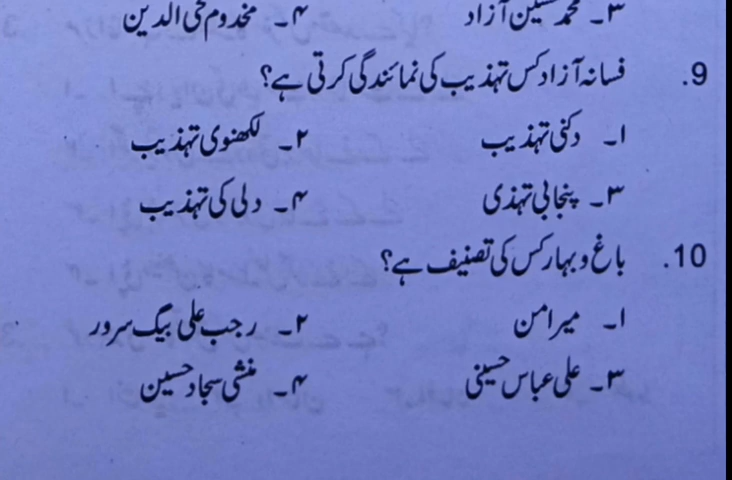 ۳۔ محمد حسین آزاد ۴۔ مخدوم محی الدین
9. فسانہ آزاد کس تہذیب کی نمائندگی کرتی ہے؟
۱۔ دکنی تہذیب ۲۔ لکھنوی تہذیب
۳۔ پنجابی تہذی ۴۔ دلی کی تہذیب
10. باغ و بہار کس کی تصنیف ہے؟
۱۔ میر امن ۲۔ رجب علی بیگ سرور
۳۔ علی عباس حسینی ۴۔ منشی سجاد حسین